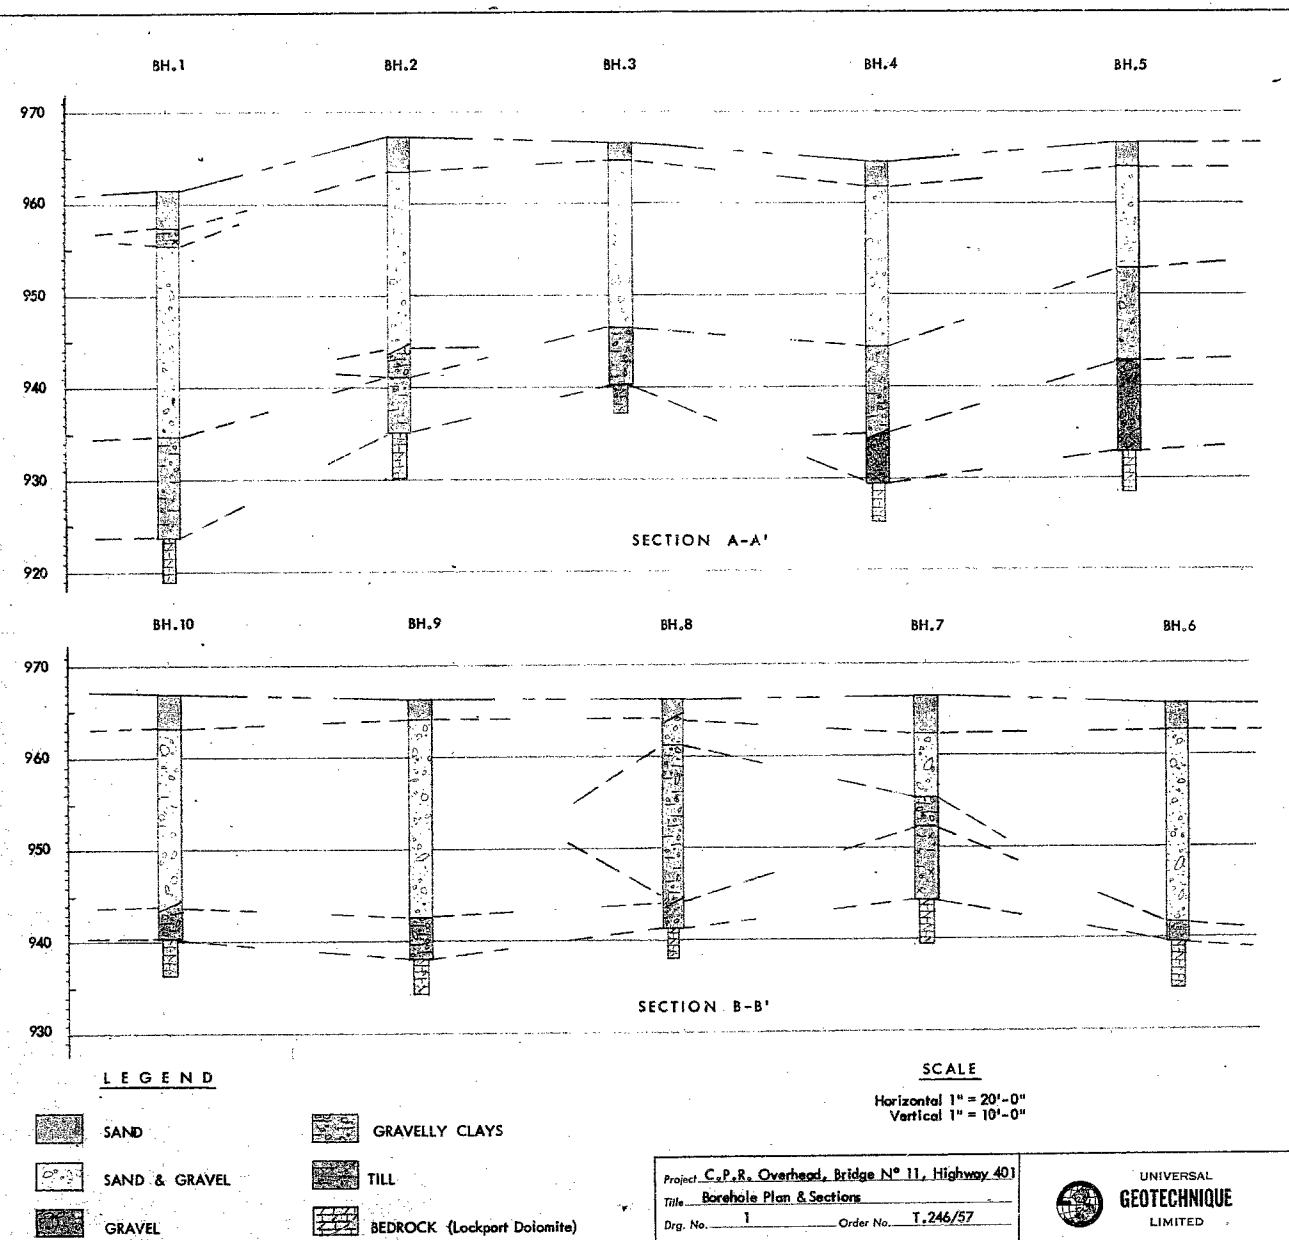 BH.1 BH.2 BH.3 BH.4 BH.5
970
960
950
940
930
920
SECTION A-A'
BH.10 BH.9 BH.8 BH.7 BH.6
970
960
950
940
930
SECTION B-B'
LEGEND
SAND
SAND & GRAVEL
GRAVEL
GRAVELLY CLAYS
TILL
BEDROCK (Lockport Dolomite)
SCALE
Horizontal 1" = 20'-0"
Vertical 1" = 10'-0"
Project C.P.R. Overhead, Bridge Nº 11, Highway 401
Title Borehole Plan & Sections
Drg. No. 1 Order No. T.246/57
UNIVERSAL
GEOTECHNIQUE
LIMITED